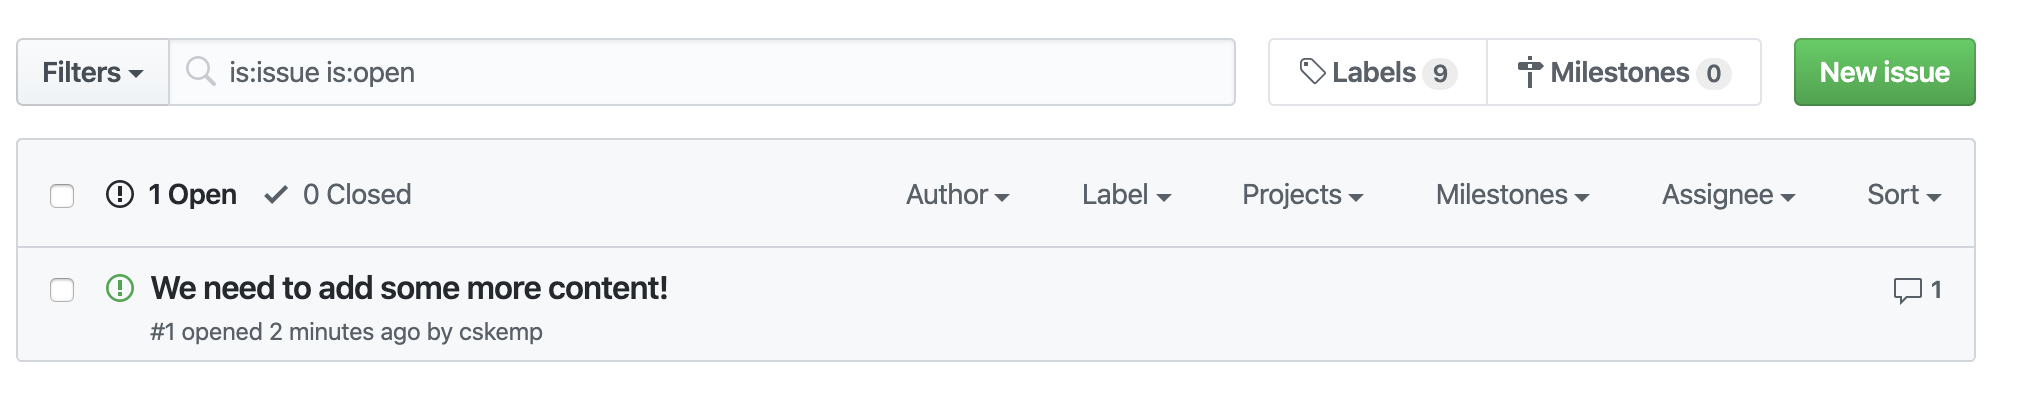 Filters is:issue is:open Labels 9 Milestones 0 New issue
1 Open 0 Closed Author Label Projects Milestones Assignee Sort
We need to add some more content! 1
#1 opened 2 minutes ago by cskemp